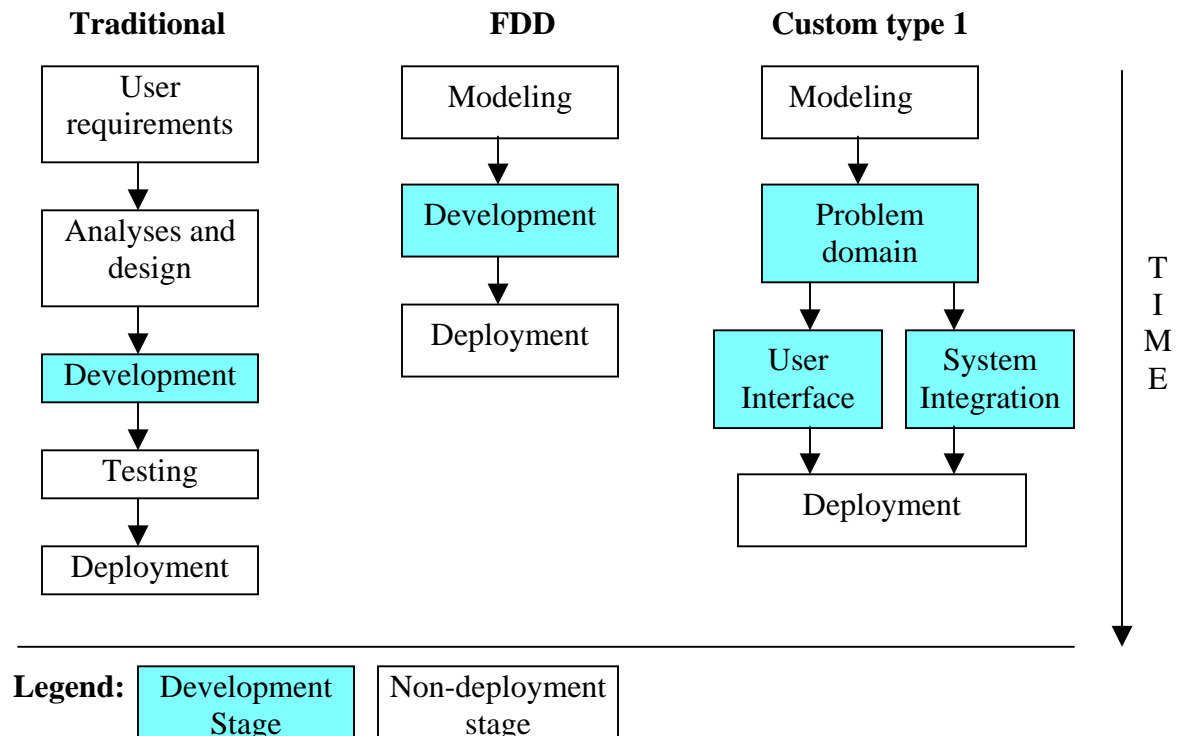 Traditional
FDD
Custom type 1
User
requirements
Analyses and
design
Development
Testing
Deployment
Modeling
Development
Deployment
Modeling
Problem
domain
User
Interface
System
Integration
Deployment
T
I
M
E
Legend:
Development
Stage
Non-deployment
stage